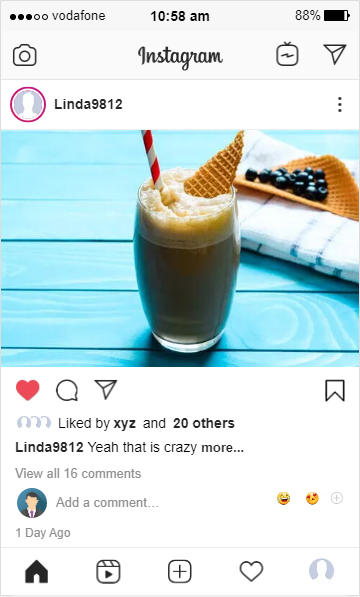 vodafone 10:58 am 88%
Instagram
Linda9812
Liked by xyz and 20 others
Linda9812 Yeah that is crazy more...
View all 16 comments
Add a comment...
1 Day Ago